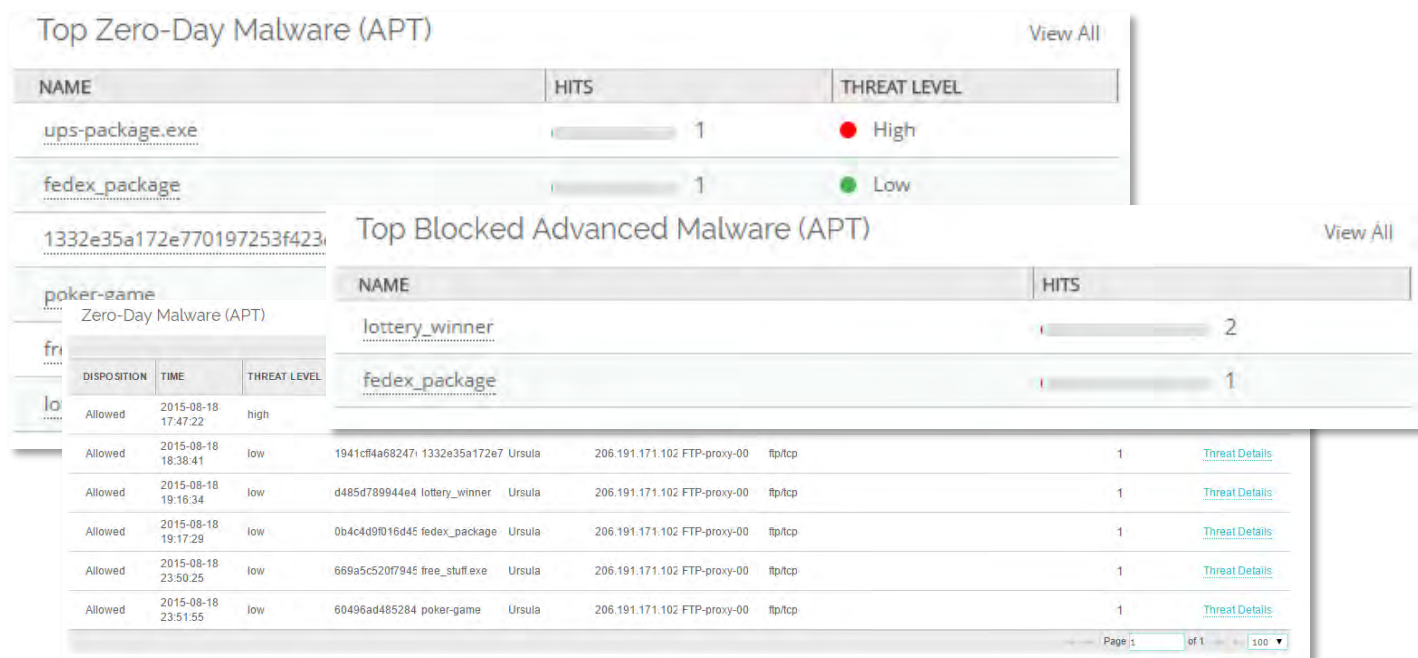 Top Zero-Day Malware (APT) View All
NAME HITS THREAT LEVEL
ups-package.exe 1 High
fedex_package 1 Low
1332e35a172e770197253f423
poker-game
Top Blocked Advanced Malware (APT) View All
NAME HITS
lottery_winner 2
fedex_package 1
Zero-Day Malware (APT)
DISPOSITION TIME THREAT LEVEL
Allowed 2015-08-18 17:47:22 high
Allowed 2015-08-18 18:38:41 low 1941cff4a68247 1332e35a172e7 Ursula 206.191.171.102 FTP-proxy-00 ftp/tcp 1 Threat Details
Allowed 2015-08-18 19:16:34 low d485d789944e4 lottery_winner Ursula 206.191.171.102 FTP-proxy-00 ftp/tcp 1 Threat Details
Allowed 2015-08-18 19:17:29 low 0b4c4d9f016d45 fedex_package Ursula 206.191.171.102 FTP-proxy-00 ftp/tcp 1 Threat Details
Allowed 2015-08-18 23:50:25 low 669a5c520f7945 free_stuff.exe Ursula 206.191.171.102 FTP-proxy-00 ftp/tcp 1 Threat Details
Allowed 2015-08-18 23:51:55 low 60496ad485284 poker-game Ursula 206.191.171.102 FTP-proxy-00 ftp/tcp 1 Threat Details
Page 1 of 1 100